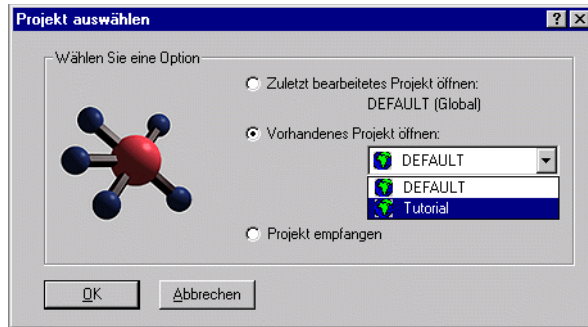 Projekt auswählen
Wählen Sie eine Option
Zuletzt bearbeitetes Projekt öffnen:
DEFAULT (Global)
Vorhandenes Projekt öffnen:
DEFAULT
DEFAULT
Tutorial
Projekt empfangen
OK
Abbrechen